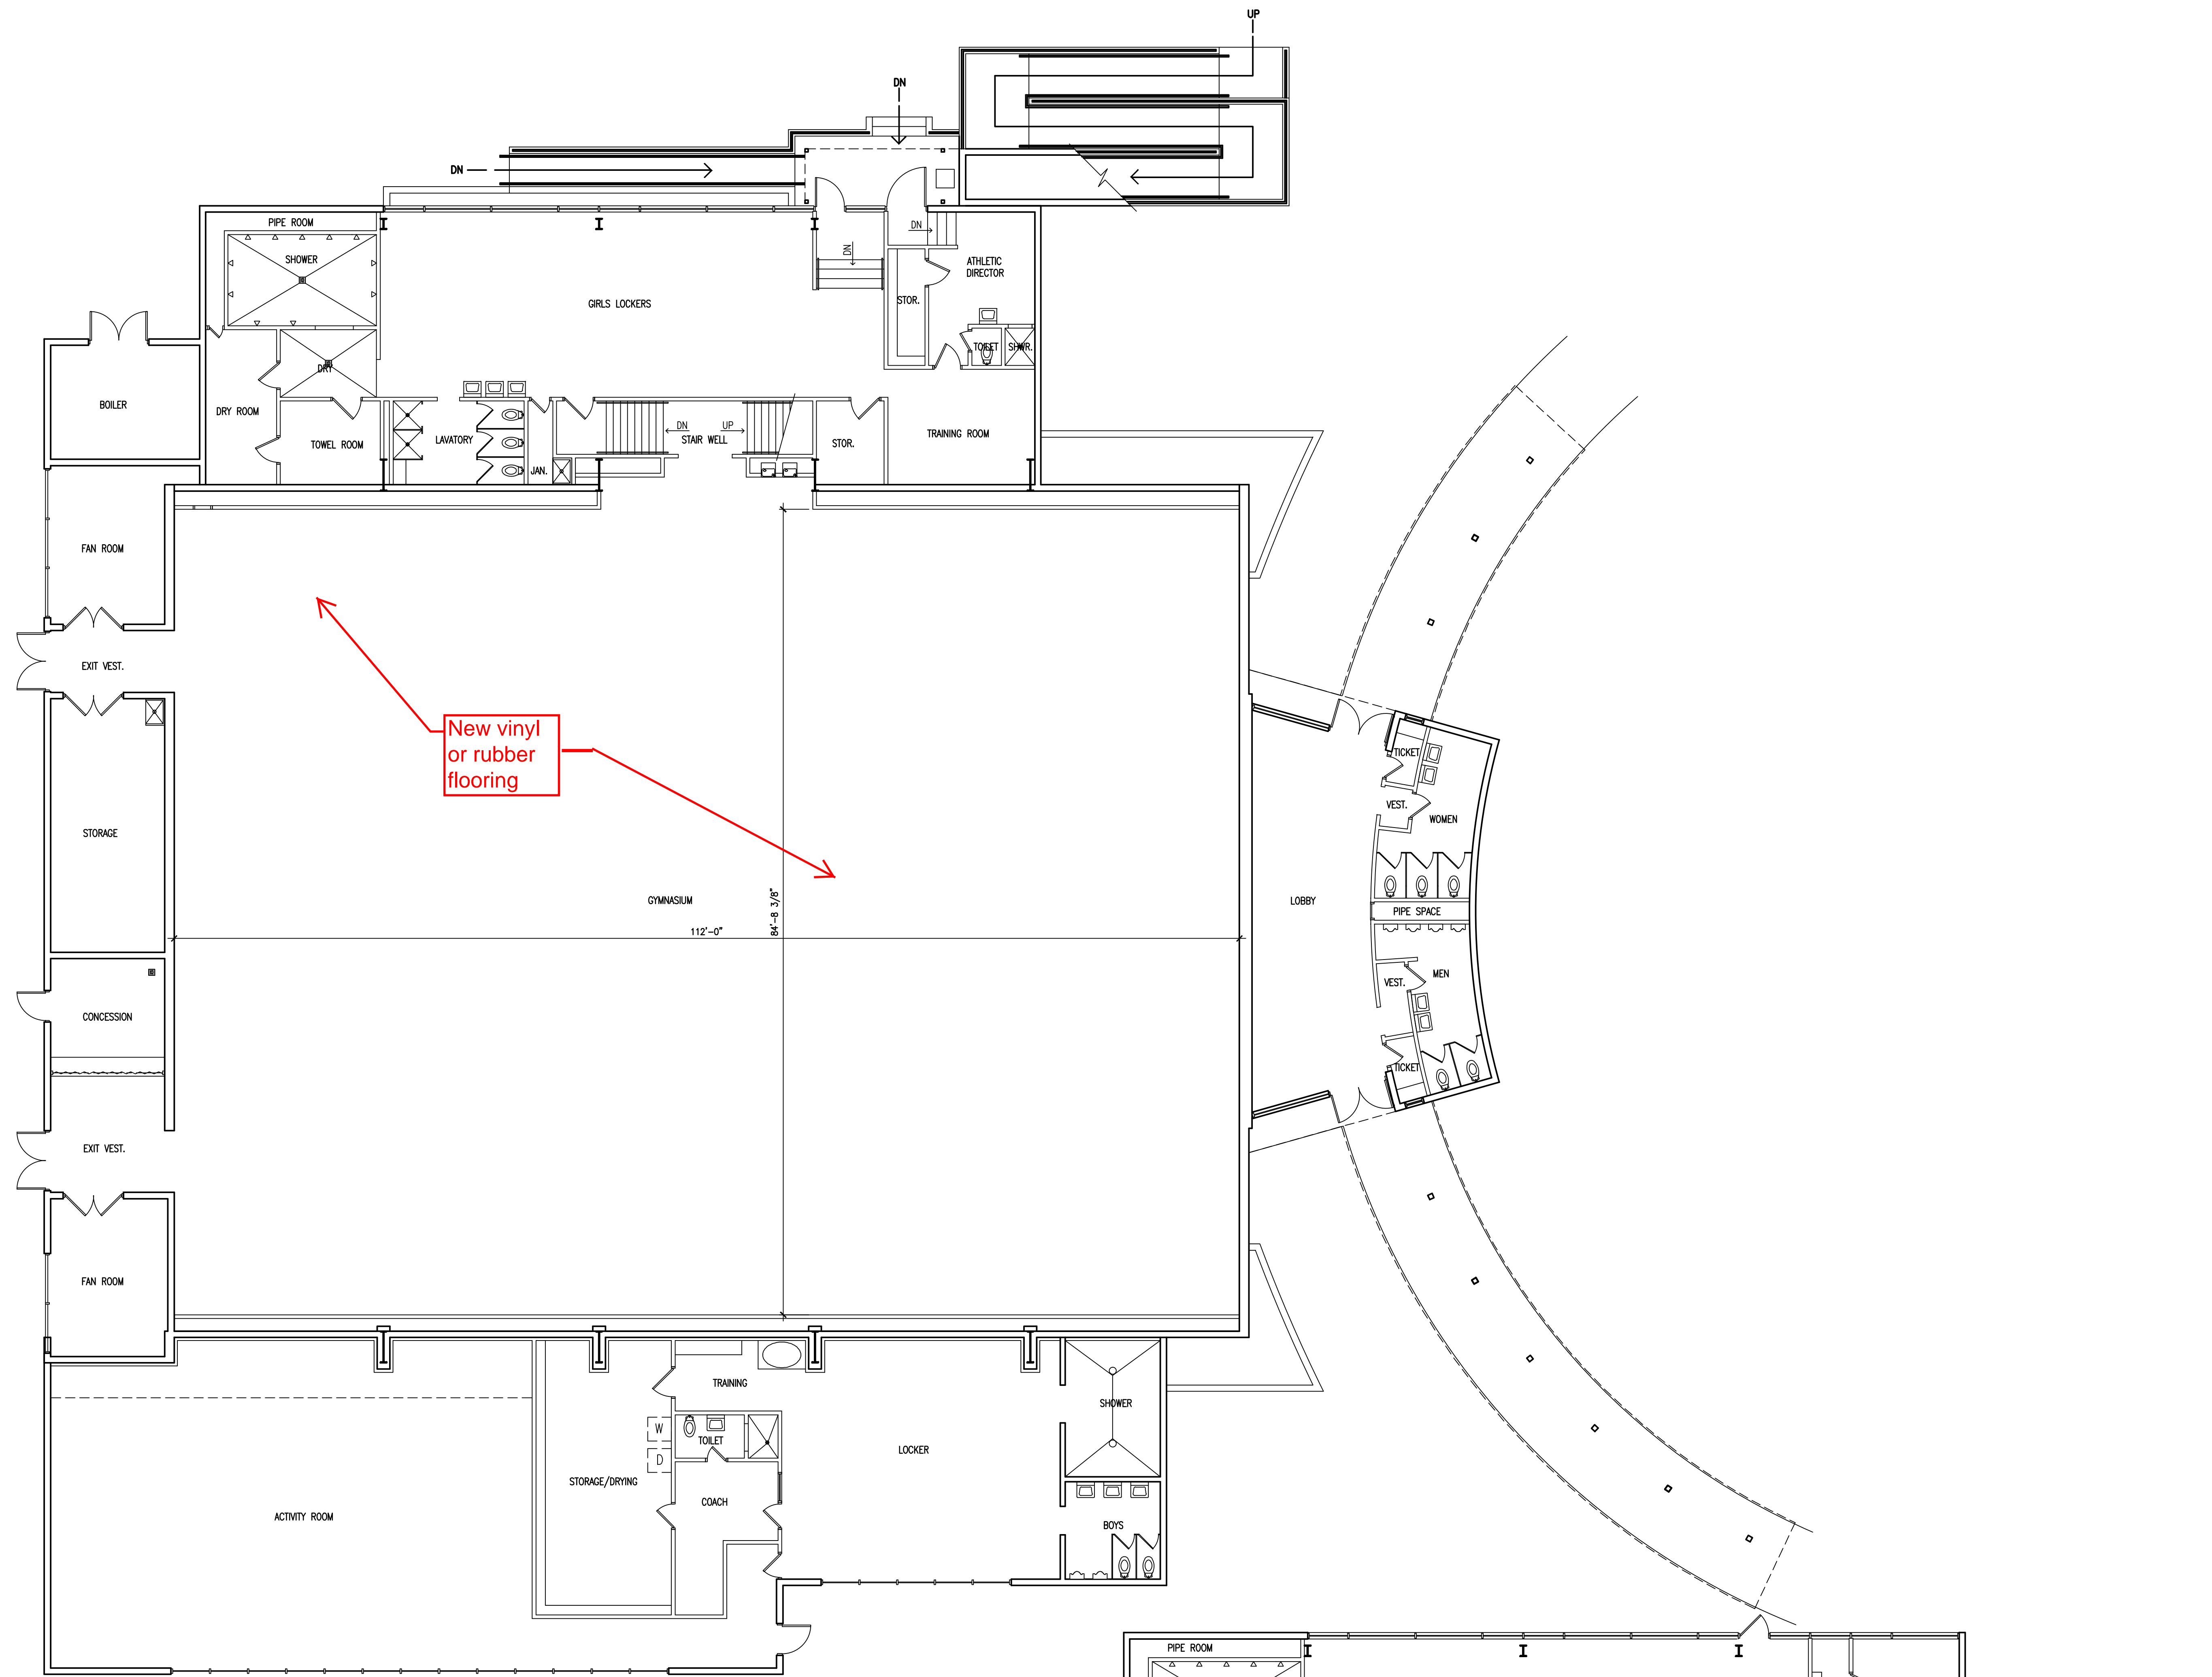 UP
DN
DN
PIPE ROOM
SHOWER
GIRLS LOCKERS
DN
DN
ATHLETIC
DIRECTOR
STOR.
TOILET
SHWR.
DRY
BOILER
DRY ROOM
TOWEL ROOM
LAVATORY
JAN.
DN
UP
STAIR WELL
STOR.
TRAINING ROOM
FAN ROOM
EXIT VEST.
New vinyl
or rubber
flooring
STORAGE
GYMNASIUM
84'-8 3/8"
112'-0"
LOBBY
TICKET
VEST.
WOMEN
PIPE SPACE
MEN
VEST.
TICKET
CONCESSION
EXIT VEST.
FAN ROOM
TRAINING
SHOWER
W
TOILET
D
LOCKER
STORAGE/DRYING
COACH
ACTIVITY ROOM
BOYS
PIPE ROOM